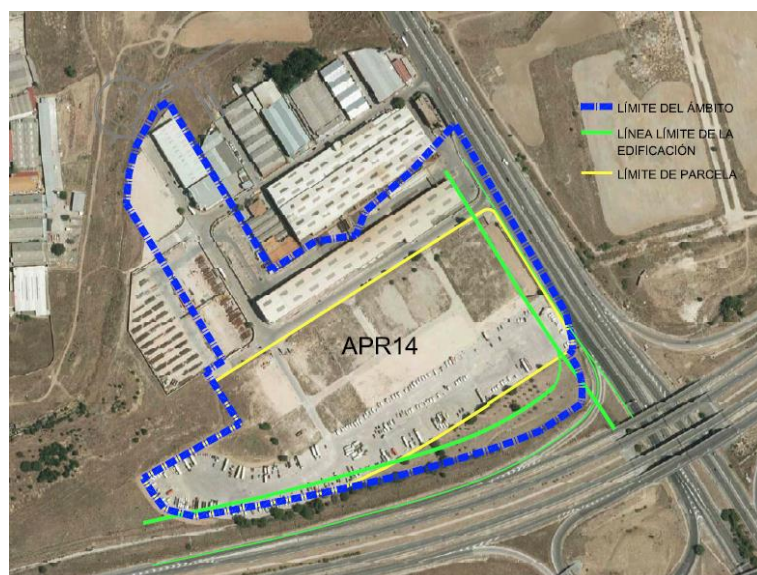 LÍMITE DEL ÁMBITO
LÍNEA LÍMITE DE LA
EDIFICACIÓN
LÍMITE DE PARCELA
APR14